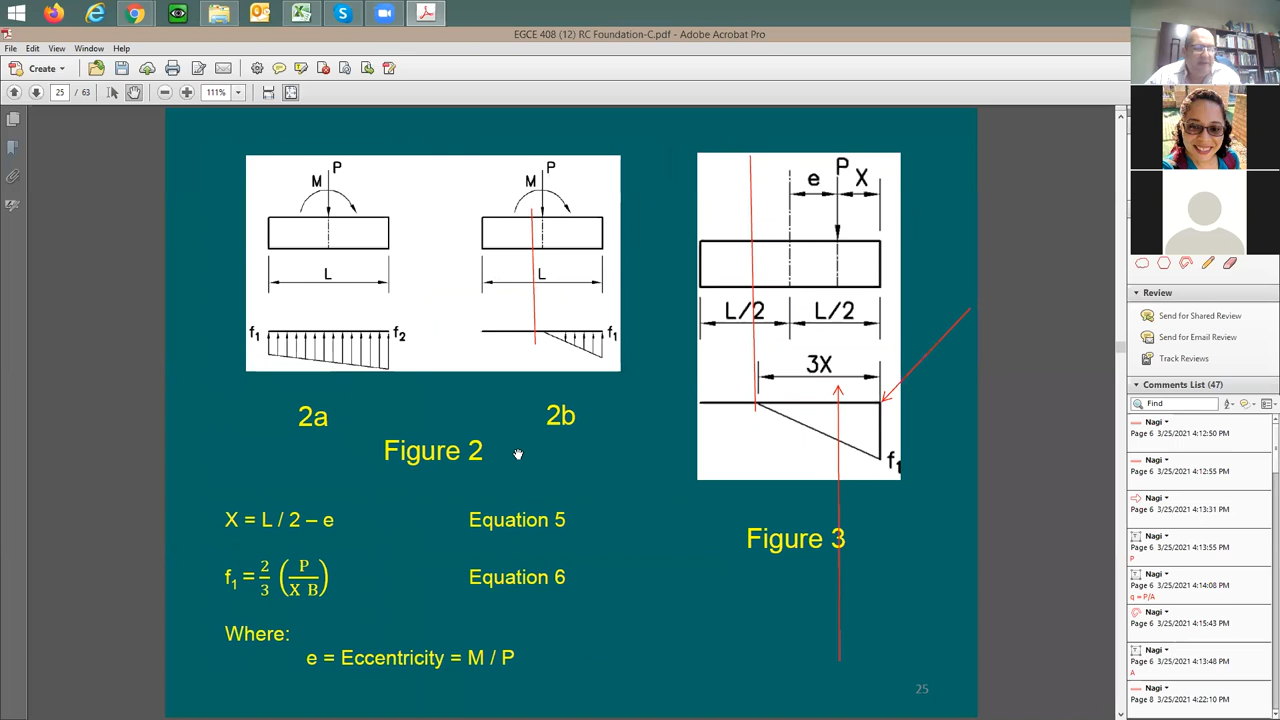 EGCE 408 (12) RC Foundation-C.pdf - Adobe Acrobat Pro
File Edit View Window Help
Create
25 / 63
111%
P
M
L
f1 f2
2a
P
M
L
f1
2b
Figure 2
e P X
L/2 L/2
3X
f1
Figure 3
X = L / 2 – e Equation 5
f1 = 2/3 (P / X B) Equation 6
Where:
e = Eccentricity = M / P
25
Review
Send for Shared Review
Send for Email Review
Track Reviews
Comments List (47)
Find
Nagi
Page 6 3/25/2021 4:12:50 PM
Nagi
Page 6 3/25/2021 4:12:55 PM
Nagi
Page 6 3/25/2021 4:13:31 PM
Nagi
Page 6 3/25/2021 4:13:55 PM
P
Nagi
Page 6 3/25/2021 4:14:08 PM
q = P/A
Nagi
Page 6 3/25/2021 4:15:43 PM
Nagi
Page 6 3/25/2021 4:13:48 PM
A
Nagi
Page 8 3/25/2021 4:22:10 PM